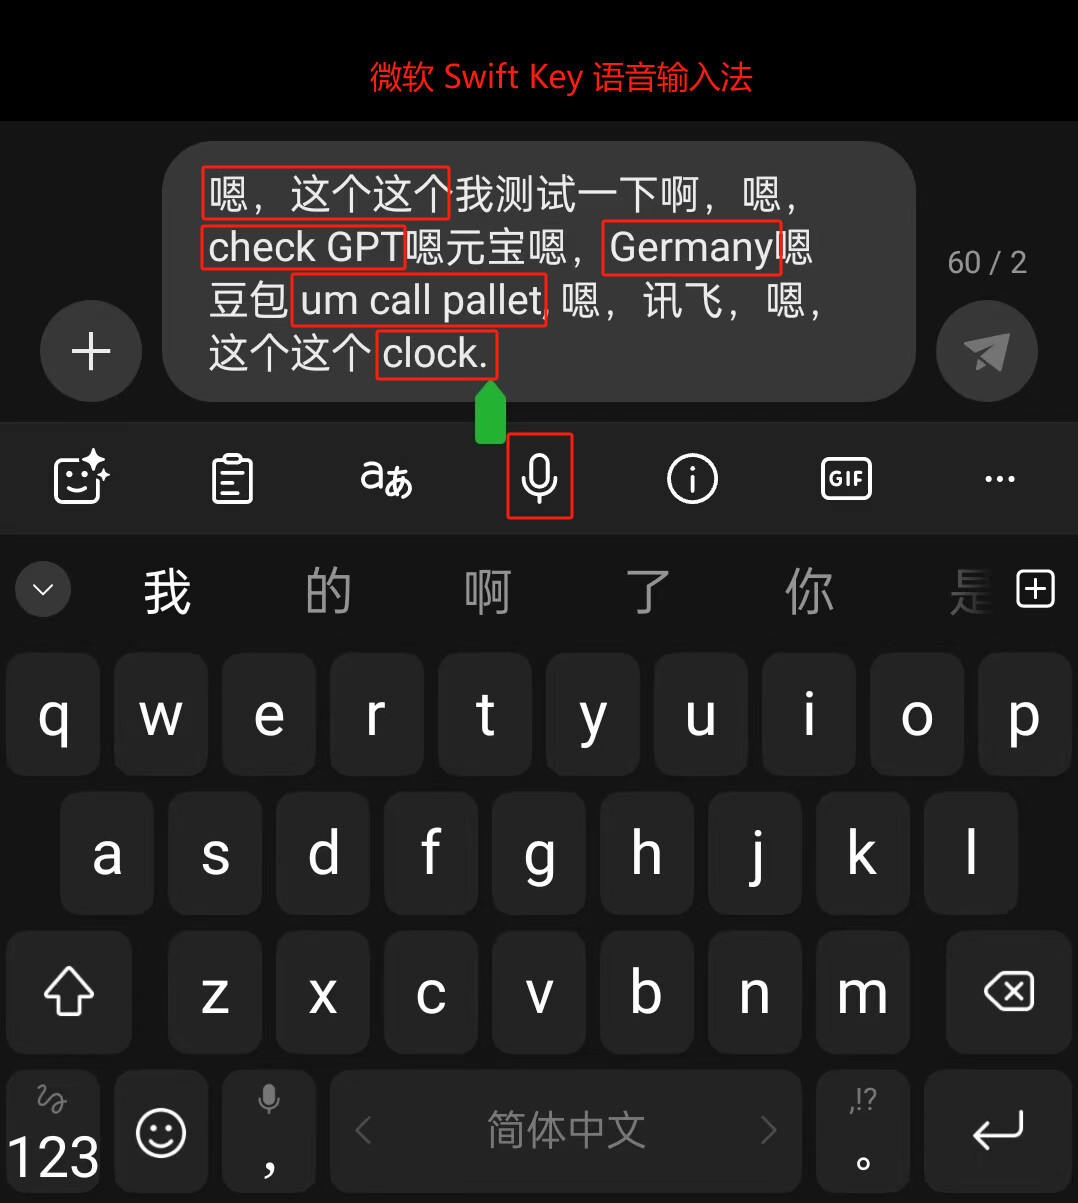 微软 Swift Key 语音输入法
嗯，这个这个我测试一下啊，嗯，
check GPT嗯元宝嗯，Germany嗯
豆包 um call pallet, 嗯，讯飞，嗯，
这个这个 clock.
60 / 2
aあ
GIF
我 的 啊 了 你 是
q w e r t y u i o p
a s d f g h j k l
z x c v b n m
,!?
123 , 简体中文 。